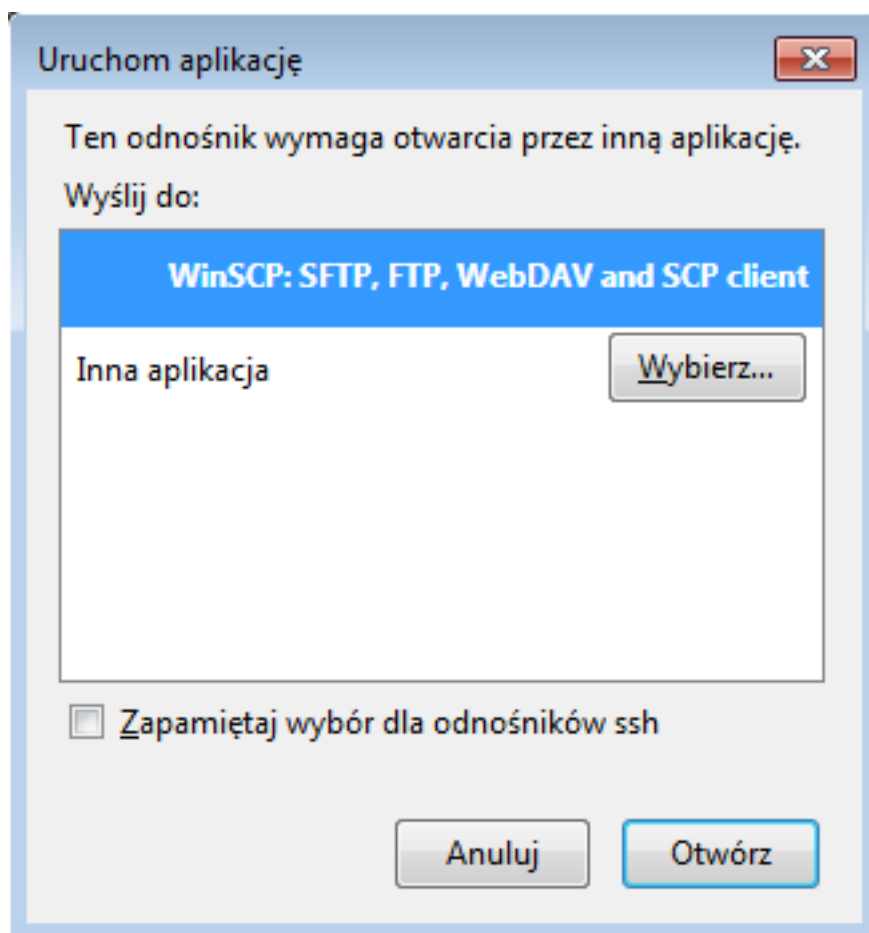 Uruchom aplikację
Ten odnośnik wymaga otwarcia przez inną aplikację.
Wyślij do:
WinSCP: SFTP, FTP, WebDAV and SCP client
Inna aplikacja Wybierz...
Zapamiętaj wybór dla odnośników ssh
Anuluj Otwórz